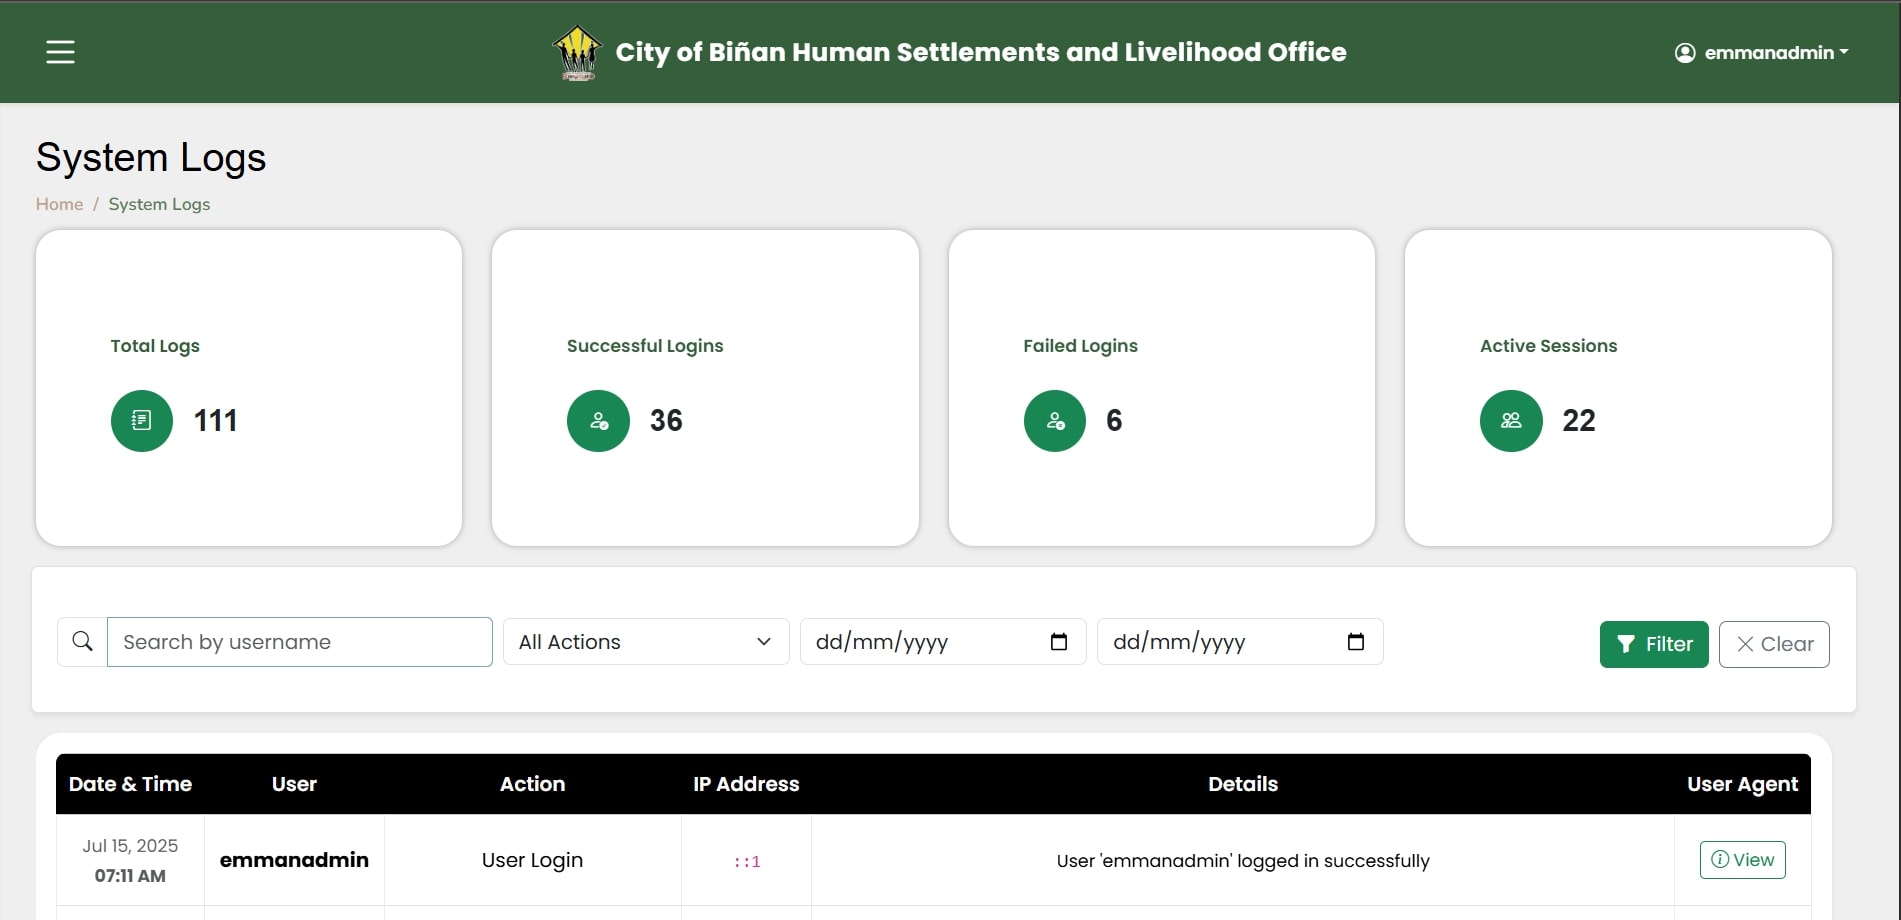 City of Biñan Human Settlements and Livelihood Office
emmanadmin
System Logs
Home / System Logs
Total Logs
111
Successful Logins
36
Failed Logins
6
Active Sessions
22
Search by username
All Actions
dd/mm/yyyy
dd/mm/yyyy
Filter
Clear
Date & Time User Action IP Address Details User Agent
Jul 15, 2025
07:11 AM
emmanadmin
User Login
::1
User 'emmanadmin' logged in successfully
View